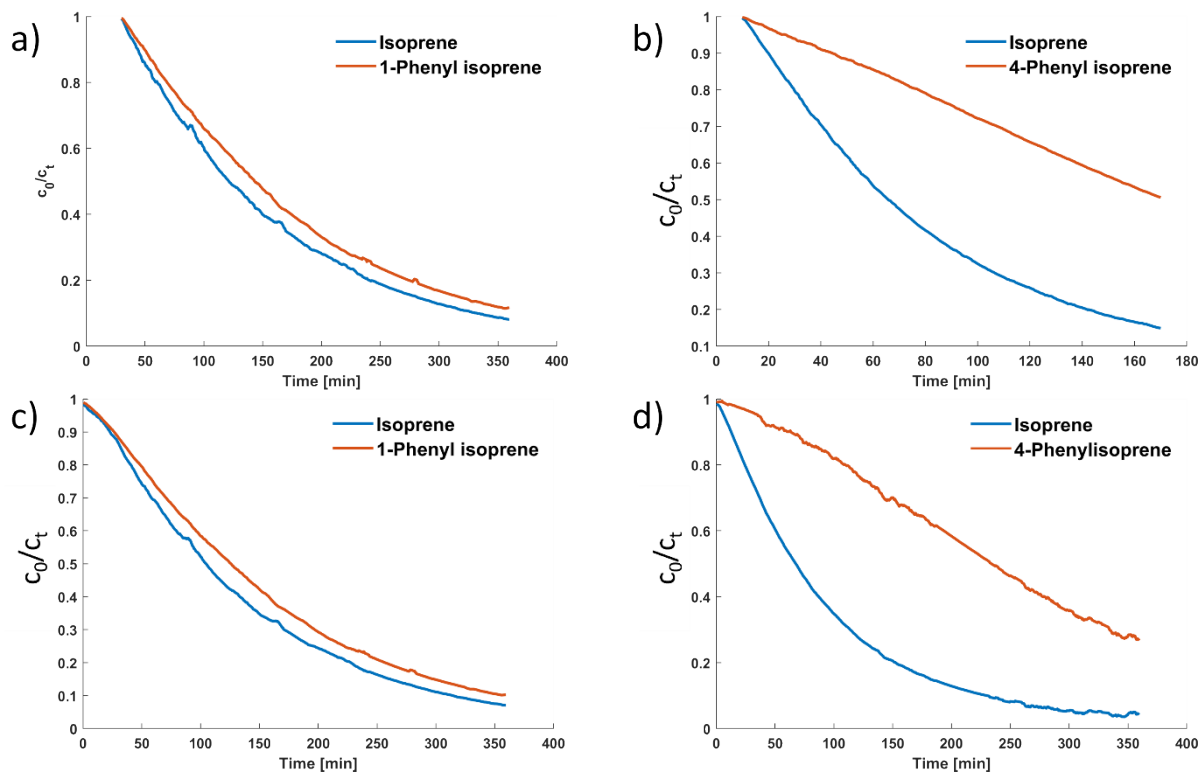 a)
Isoprene
1-Phenyl isoprene
c0/ct
1
0.8
0.6
0.4
0.2
0
0 50 100 150 200 250 300 350 400
Time [min]
b)
Isoprene
4-Phenyl isoprene
c0/ct
1
0.9
0.8
0.7
0.6
0.5
0.4
0.3
0.2
0.1
0 20 40 60 80 100 120 140 160 180
Time [min]
c)
Isoprene
1-Phenyl isoprene
c0/ct
1
0.9
0.8
0.7
0.6
0.5
0.4
0.3
0.2
0.1
0
0 50 100 150 200 250 300 350 400
Time [min]
d)
Isoprene
4-Phenylisoprene
c0/ct
1
0.8
0.6
0.4
0.2
0
0 50 100 150 200 250 300 350 400
Time [min]